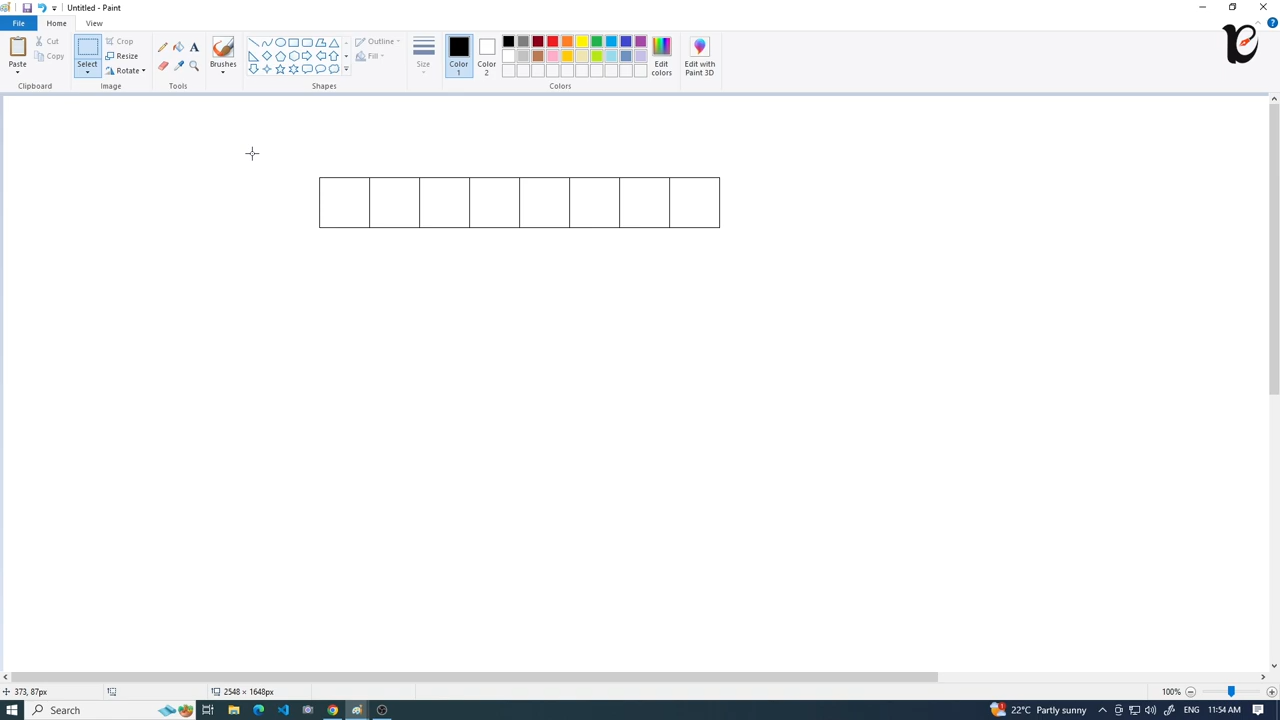 Untitled - Paint
File Home View
Paste
Cut
Copy
Clipboard
Select
Crop
Resize
Rotate
Image
Tools
Brushes
Shapes
Outline
Fill
Size
Color 1
Color 2
Colors
Edit colors
Edit with Paint 3D
373, 87px
2548 × 1648px
100%
Search
22°C Partly sunny
ENG
11:54 AM